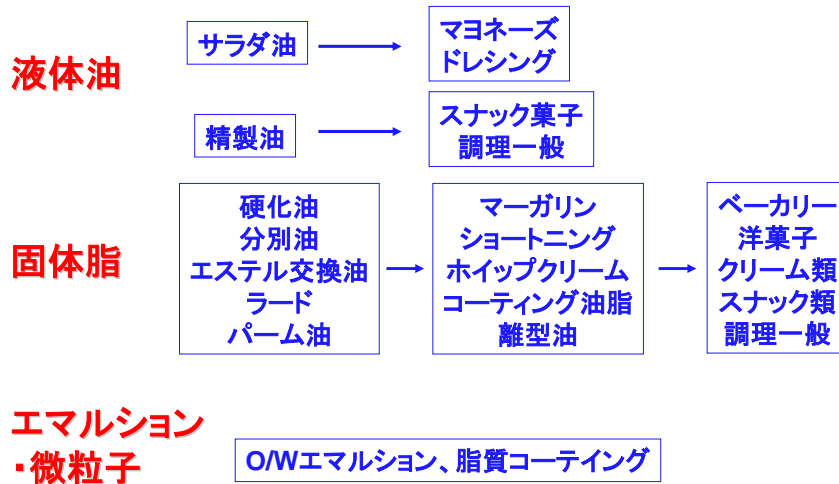 液体油
サラダ油
マヨネーズ
ドレシング
精製油
スナック菓子
調理一般
固体脂
硬化油
分別油
エステル交換油
ラード
パーム油
マーガリン
ショートニング
ホイップクリーム
コーティング油脂
離型油
ベーカリー
洋菓子
クリーム類
スナック類
調理一般
エマルション
・微粒子
O/Wエマルション、脂質コーテイング